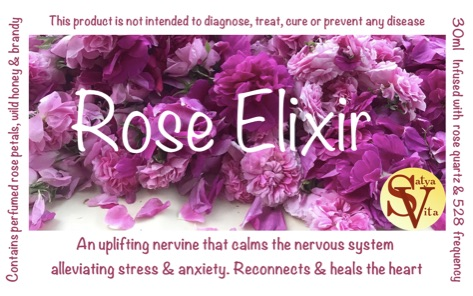 This product is not intended to diagnose, treat, cure or prevent any disease
Contains perfumed rose petals, wild honey & brandy
Rose Elixir
30ml Infused with rose quartz & 528 frequency
Satya
Vita
An uplifting nervine that calms the nervous system
alleviating stress & anxiety. Reconnects & heals the heart